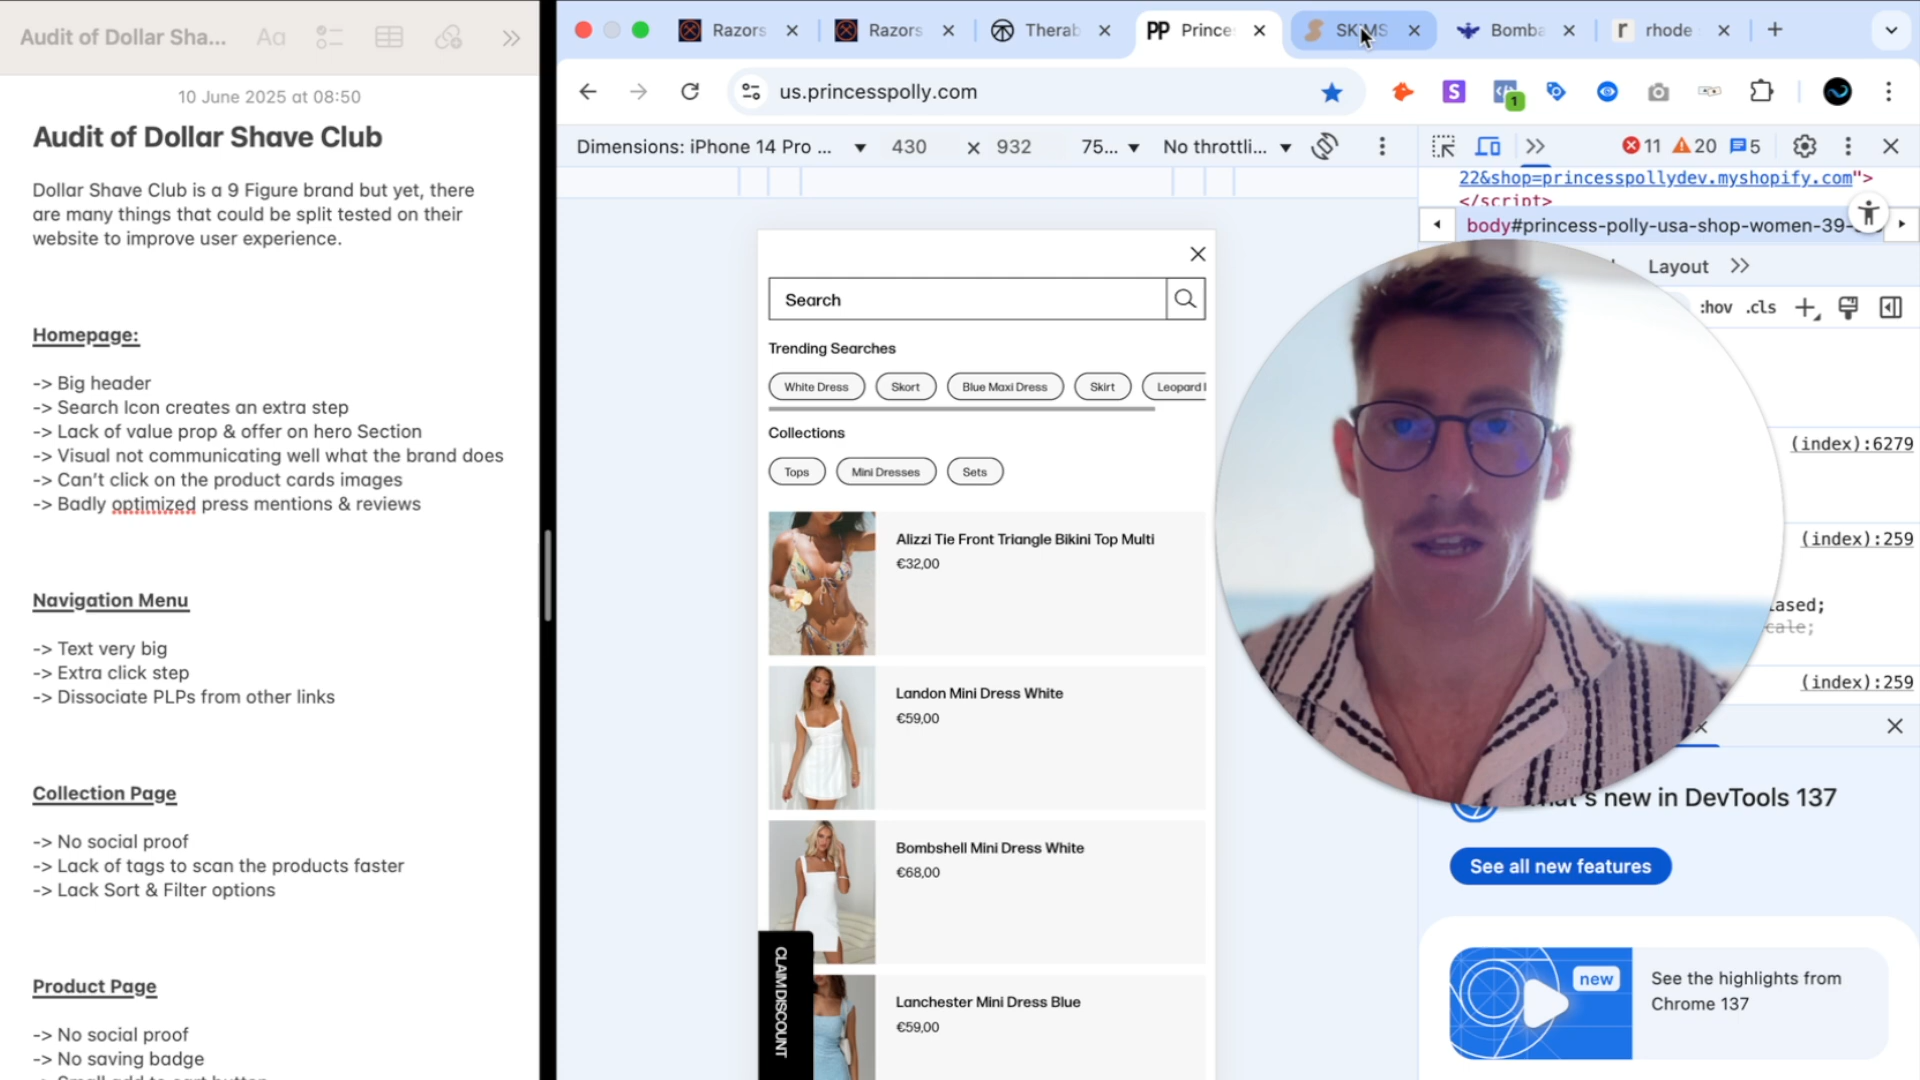 Audit of Dollar Sha...
Aa
10 June 2025 at 08:50
Audit of Dollar Shave Club
Dollar Shave Club is a 9 Figure brand but yet, there
are many things that could be split tested on their
website to improve user experience.
Homepage:
-> Big header
-> Search Icon creates an extra step
-> Lack of value prop & offer on hero Section
-> Visual not communicating well what the brand does
-> Can't click on the product cards images
-> Badly optimized press mentions & reviews
Navigation Menu
-> Text very big
-> Extra click step
-> Dissociate PLPs from other links
Collection Page
-> No social proof
-> Lack of tags to scan the products faster
-> Lack Sort & Filter options
Product Page
-> No social proof
-> No saving badge
Razors
Razors
Therab
PP Prince
SKIMS
Bomba
r rhode
us.princesspolly.com
S
1
Dimensions: iPhone 14 Pro ...
430 × 932
75...
No throttli...
11
20
5
22&shop=princesspollydev.myshopify.com">
</script>
body#princess-polly-usa-shop-women-39-
Layout
:hov .cls
(index):6279
(index):259
(index):259
Search
Trending Searches
White Dress
Skort
Blue Maxi Dress
Skirt
Leopard
Collections
Tops
Mini Dresses
Sets
Alizzi Tie Front Triangle Bikini Top Multi
€32,00
Landon Mini Dress White
€59,00
Bombshell Mini Dress White
€68,00
Lanchester Mini Dress Blue
€59,00
CLAIM DISCOUNT
's new in DevTools 137
See all new features
new
See the highlights from
Chrome 137